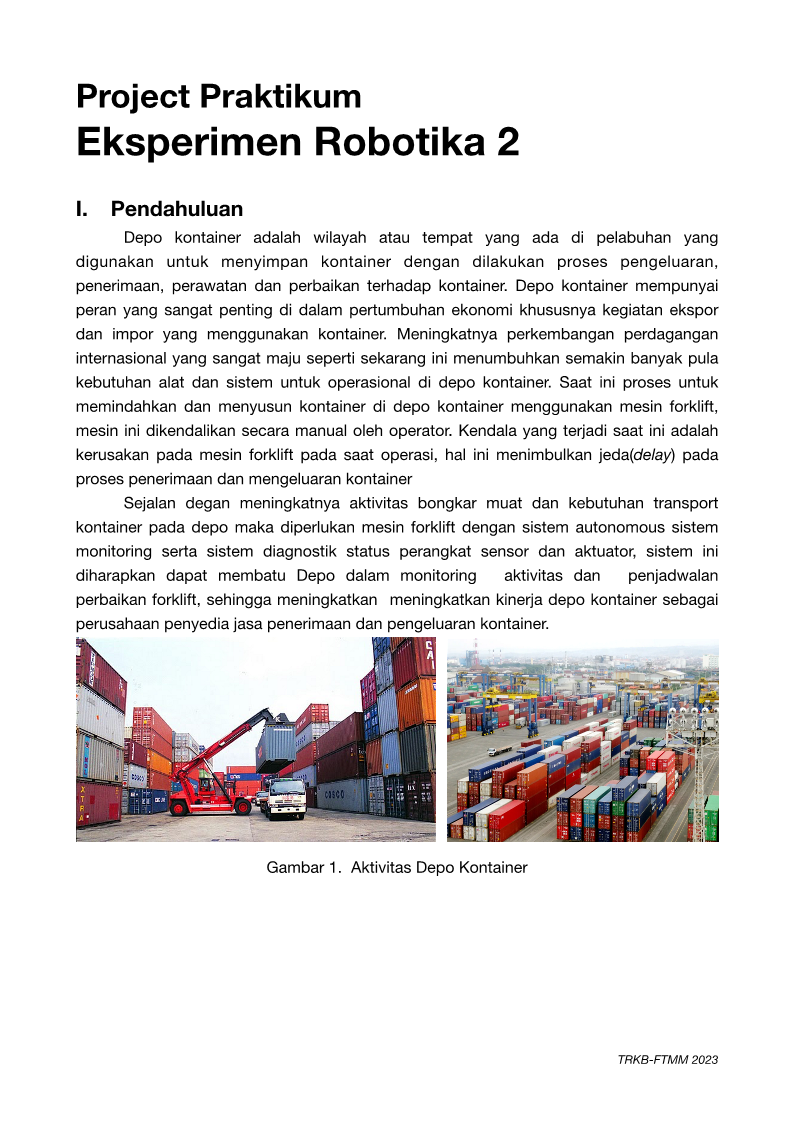 Project Praktikum
Eksperimen Robotika 2
I. Pendahuluan
Depo kontainer adalah wilayah atau tempat yang ada di pelabuhan yang
digunakan untuk menyimpan kontainer dengan dilakukan proses pengeluaran,
penerimaan, perawatan dan perbaikan terhadap kontainer. Depo kontainer mempunyai
peran yang sangat penting di dalam pertumbuhan ekonomi khususnya kegiatan ekspor
dan impor yang menggunakan kontainer. Meningkatnya perkembangan perdagangan
internasional yang sangat maju seperti sekarang ini menumbuhkan semakin banyak pula
kebutuhan alat dan sistem untuk operasional di depo kontainer. Saat ini proses untuk
memindahkan dan menyusun kontainer di depo kontainer menggunakan mesin forklift,
mesin ini dikendalikan secara manual oleh operator. Kendala yang terjadi saat ini adalah
kerusakan pada mesin forklift pada saat operasi, hal ini menimbulkan jeda(delay) pada
proses penerimaan dan mengeluaran kontainer
Sejalan degan meningkatnya aktivitas bongkar muat dan kebutuhan transport
kontainer pada depo maka diperlukan mesin forklift dengan sistem autonomous sistem
monitoring serta sistem diagnostik status perangkat sensor dan aktuator, sistem ini
diharapkan dapat membatu Depo dalam monitoring aktivitas dan penjadwalan
perbaikan forklift, sehingga meningkatkan meningkatkan kinerja depo kontainer sebagai
perusahaan penyedia jasa penerimaan dan pengeluaran kontainer.
XTRA
COSCO
Gambar 1. Aktivitas Depo Kontainer
TRKB-FTMM 2023